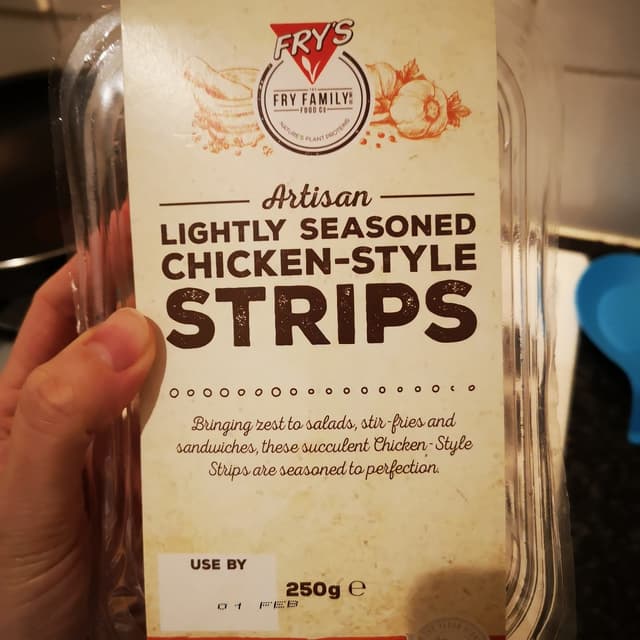 FRY'S
THE
FRY FAMILY
FOOD CO
NATURE'S PLANT PROTEINS
Artisan
LIGHTLY SEASONED
CHICKEN-STYLE
STRIPS
Bringing zest to salads, stir-fries and
sandwiches, these succulent Chicken-Style
Strips are seasoned to perfection.
USE BY
250g e
01 FEB